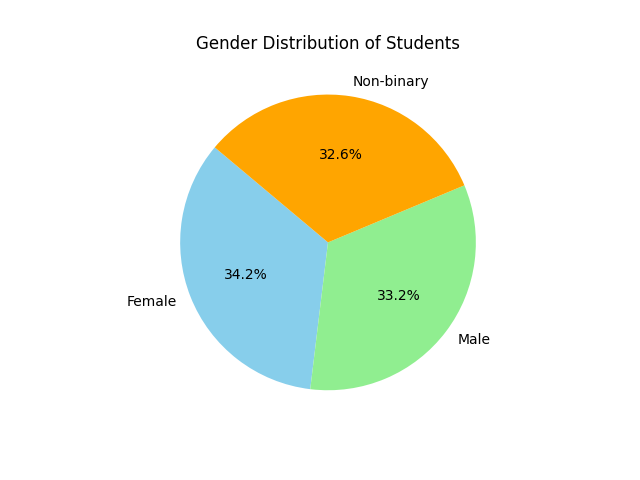 Gender Distribution of Students
Non-binary
32.6%
34.2%
Female
33.2%
Male